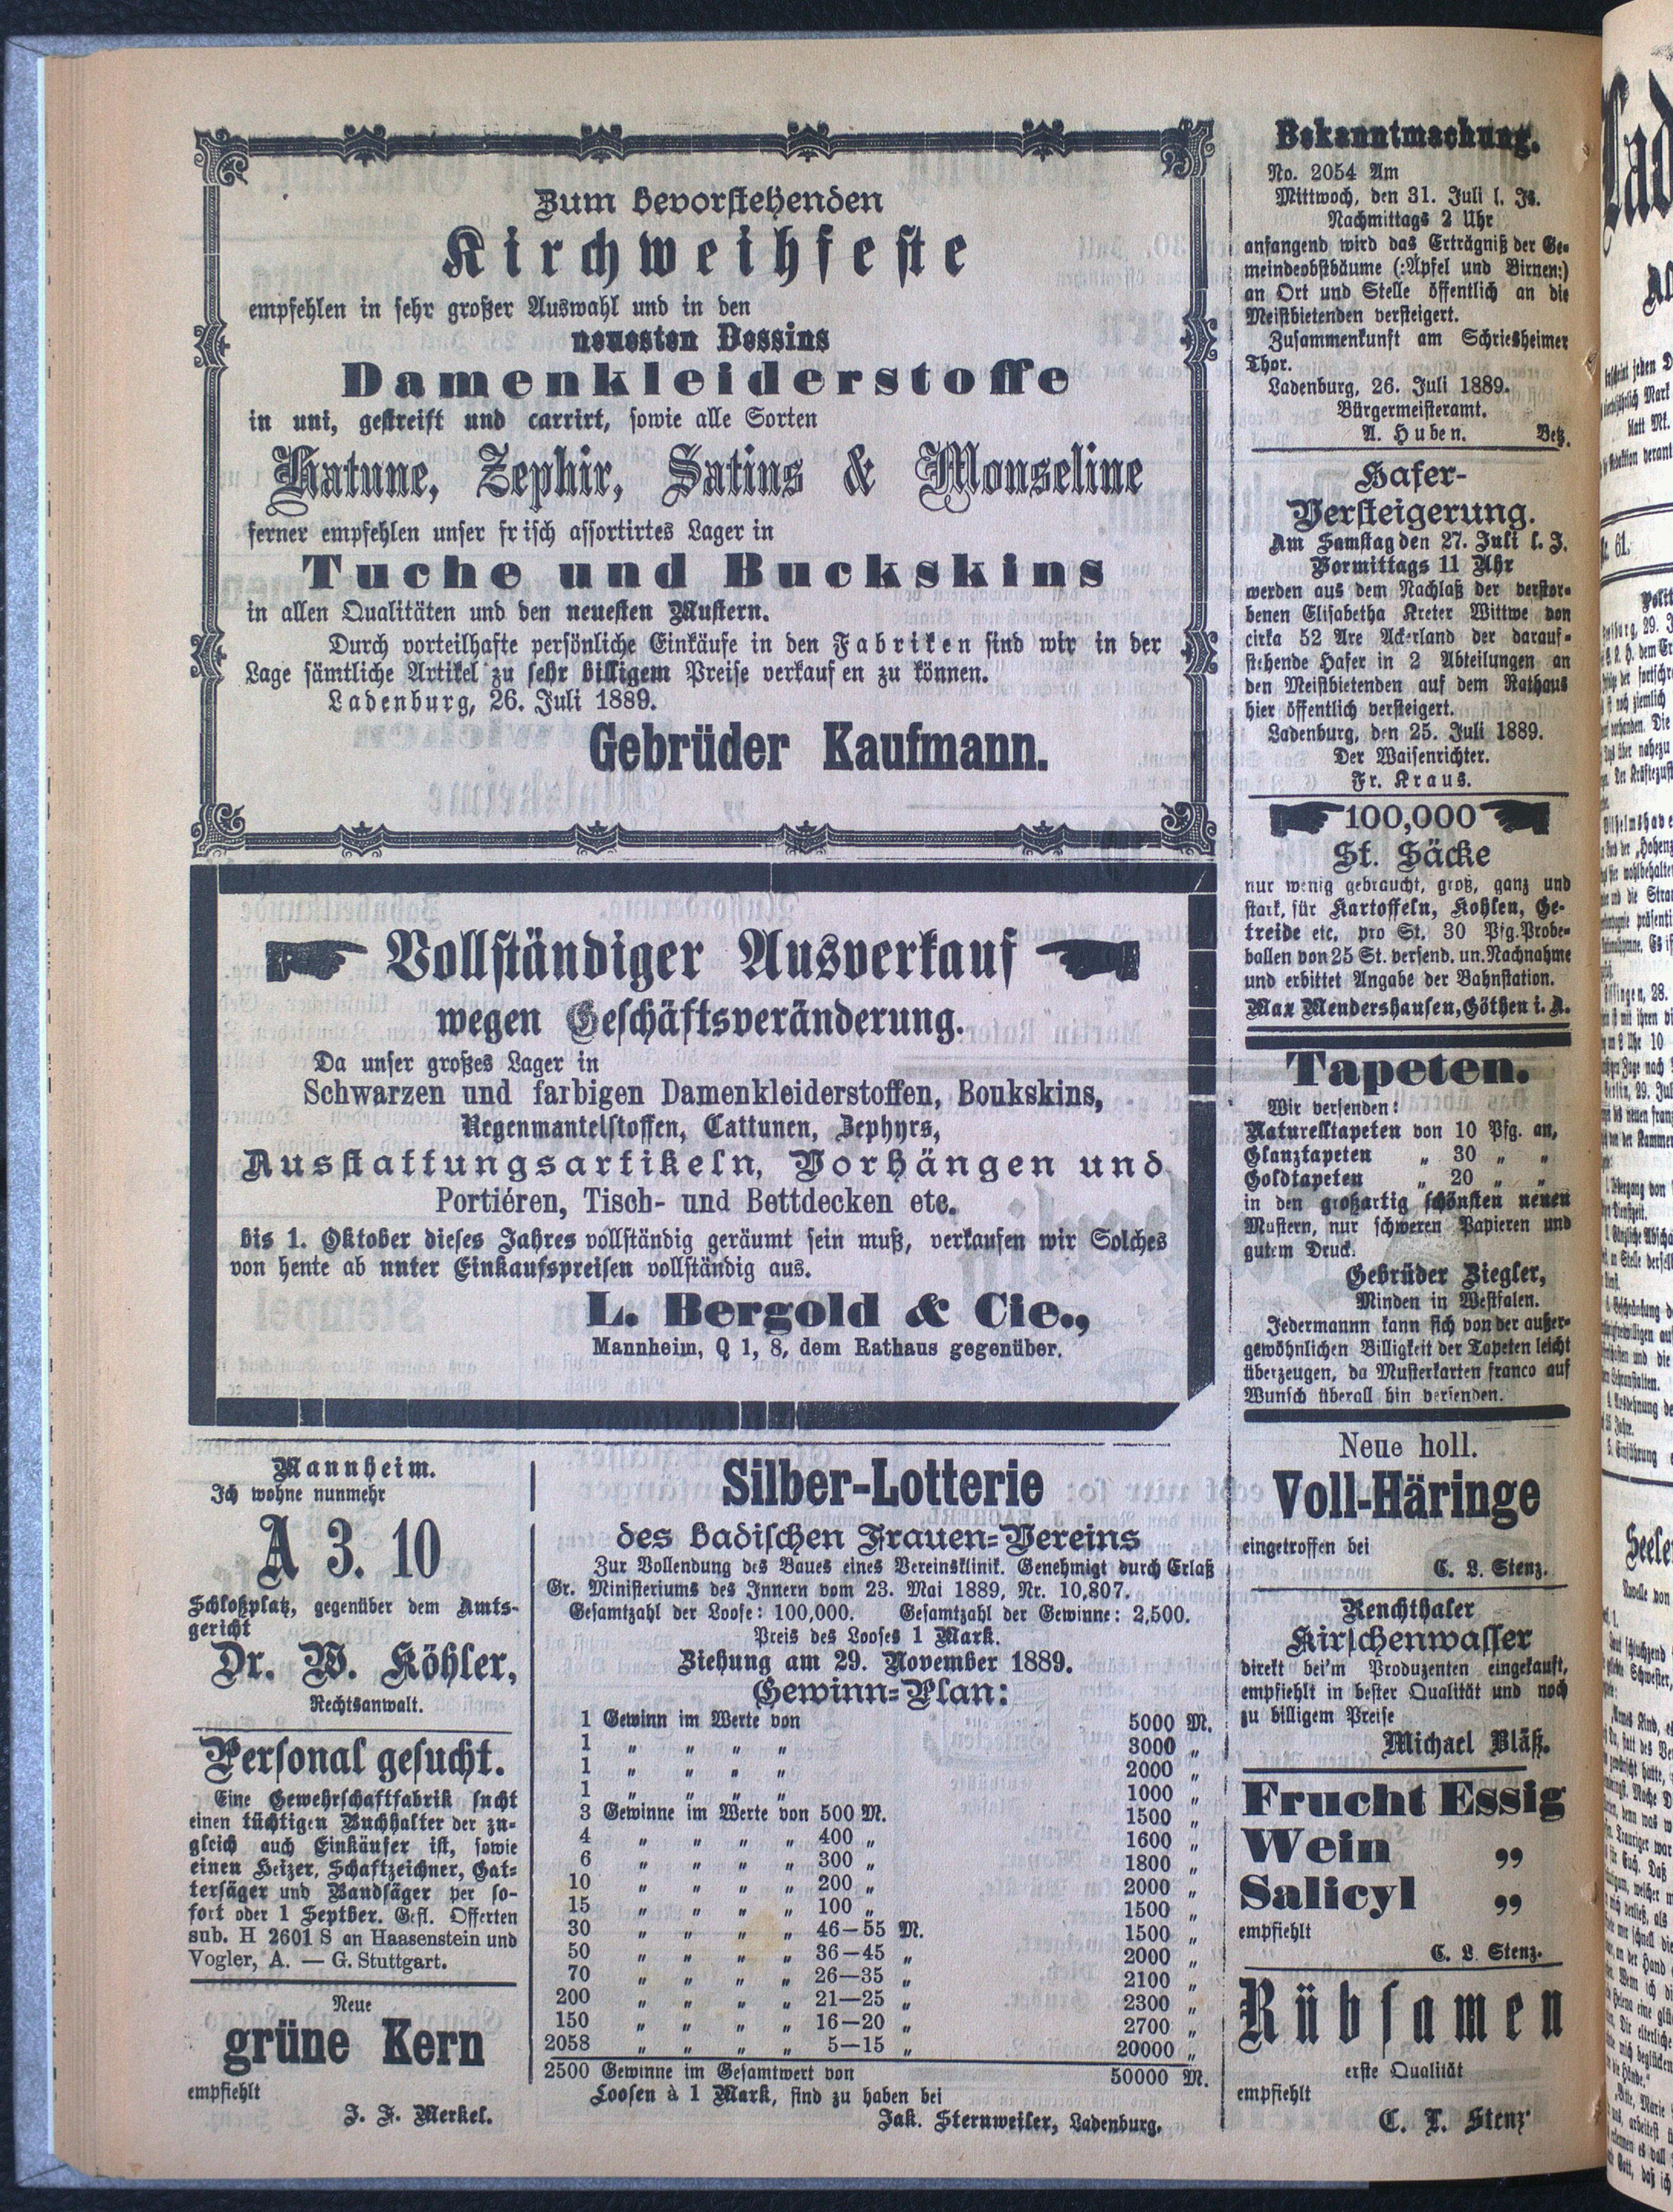 Zum bevorstehenden
Kirchweihfeste
empfehlen in sehr großer Auswahl und in den
neuesten Dessins
Damenkleiderstoffe
in uni, gestreift und carrirt, sowie alle Sorten
Katune, Zephir, Satins & Monseline
ferner empfehlen unser frisch assortirtes Lager in
Tuche und Buckskins
in allen Qualitäten und den neuesten Mustern.
Durch vorteilhafte persönliche Einkäufe in den Fabriken sind wir in der
Lage sämtliche Artikel zu sehr billigem Preise verkaufen zu können.
Ladenburg, 26. Juli 1889.
Gebrüder Kaufmann.
Vollständiger Ausverkauf
wegen Geschäftsveränderung.
Da unser großes Lager in
Schwarzen und farbigen Damenkleiderstoffen, Boukskins,
Regenmantelstoffen, Cattunen, Zephyrs,
Ausstattungsartikeln, Vorhängen und
Portiéren, Tisch- und Bettdecken etc.
bis 1. Oktober dieses Jahres vollständig geräumt sein muß, verkaufen wir Solches
von hente ab unter Einkaufspreisen vollständig aus.
L. Bergold & Cie.,
Mannheim, Q 1, 8, dem Rathaus gegenüber.
Mannheim.
Ich wohne nunmehr
A 3. 10
Schloßplatz, gegenüber dem Amts-
gericht
Dr. W. Köhler,
Rechtsanwalt.
Personal gesucht.
Eine Gewehrschaftfabrik sucht
einen tüchtigen Buchhalter der zu-
gleich auch Einkäufer ist, sowie
einen Heizer, Schaftzeichner, Gat-
tersäger und Bandsäger per so-
fort oder 1 Septber. Gefl. Offerten
sub. H 2601 S an Haasenstein und
Vogler, A. — G. Stuttgart.
Neue
grüne Kern
empfiehlt
J. F. Merkel.
Silber-Lotterie
des badischen Frauen-Vereins
Zur Vollendung des Baues eines Vereinsklinik. Genehmigt durch Erlaß
Gr. Ministeriums des Innern vom 23. Mai 1889, Nr. 10,807.
Gesamtzahl der Loose: 100,000. Gesamtzahl der Gewinne: 2,500.
Preis des Looses 1 Mark.
Ziehung am 29. November 1889.
Gewinn-Plan:
1 Gewinn im Werte von 5000 M.
1 " " " " 3000 "
1 " " " " 2000 "
1 " " " " 1000 "
3 Gewinne im Werte von 500 M. 1500 "
4 " " " " 400 " 1600 "
6 " " " " 300 " 1800 "
10 " " " " 200 " 2000 "
15 " " " " 100 " 1500 "
30 " " " " 46—55 M. 1500 "
50 " " " " 36—45 " 2000 "
70 " " " " 26—35 " 2100 "
200 " " " " 21—25 " 2300 "
150 " " " " 16—20 " 2700 "
2058 " " " " 5—15 " 20000 "
2500 Gewinne im Gesamtwert von 50000 M.
Loosen à 1 Mark, sind zu haben bei
Jak. Sternweiler, Ladenburg.
Bekanntmachung.
No. 2054 Am
Mittwoch, den 31. Juli l. Js.
Nachmittags 2 Uhr
anfangend wird das Erträgniß der Ge-
meindeobstbäume (:Äpfel und Birnen:)
an Ort und Stelle öffentlich an die
Meistbietenden versteigert.
Zusammenkunft am Schriesheimer
Thor.
Ladenburg, 26. Juli 1889.
Bürgermeisteramt.
A. Huben. Betz.
Hafer-
Versteigerung.
Am Samstag den 27. Juli l. J.
Vormittags 11 Uhr
werden aus dem Nachlaß der verstor-
benen Elisabetha Kreter Wittwe von
cirka 52 Are Ackerland der darauf-
stehende Hafer in 2 Abteilungen an
den Meistbietenden auf dem Rathaus
hier öffentlich versteigert.
Ladenburg, den 25. Juli 1889.
Der Waisenrichter.
Fr. Kraus.
100,000
St. Säcke
nur wenig gebraucht, groß, ganz und
stark, für Kartoffeln, Kohlen, Ge-
treide etc. pro St. 30 Pfg. Probe-
ballen von 25 St. versend. un. Nachnahme
und erbittet Angabe der Bahnstation.
Max Mendershausen, Cöthen i. A.
Tapeten.
Wir versenden:
Naturelltapeten von 10 Pfg. an,
Glanztapeten " 30 " "
Goldtapeten " 20 " "
in den großartig schönsten neuen
Mustern, nur schweren Papieren und
gutem Druck.
Gebrüder Ziegler,
Minden in Westfalen.
Jedermannn kann sich von der außer-
gewöhnlichen Billigkeit der Tapeten leicht
überzeugen, da Musterkarten franco auf
Wunsch überall hin versenden.
Neue holl.
Voll-Häringe
eingetroffen bei
C. L. Stenz.
Renchthaler
Kirschenwasser
direkt bei'm Produzenten eingekauft,
empfiehlt in bester Qualität und noch
zu billigem Preise
Michael Bläß.
Frucht Essig
Wein "
Salicyl "
empfiehlt
C. L. Stenz.
Rübsamen
erste Qualität
empfiehlt
C. L. Stenz